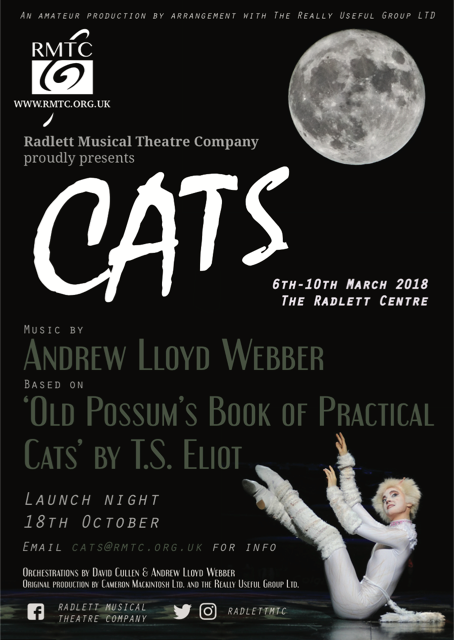 An amateur production by arrangement with The Really Useful Group LTD
RMTC
www.rmtc.org.uk
Radlett Musical Theatre Company
proudly presents
CATS
6th-10th March 2018
The Radlett Centre
Music by
Andrew Lloyd Webber
Based on
‘Old Possum’s Book of Practical
Cats’ by T.S. Eliot
Launch night
18th October
Email cats@rmtc.org.uk for info
Orchestrations by David Cullen & Andrew Lloyd Webber
Original production by Cameron Mackintosh Ltd. and the Really Useful Group Ltd.
Radlett Musical
Theatre Company
RadlettMTC